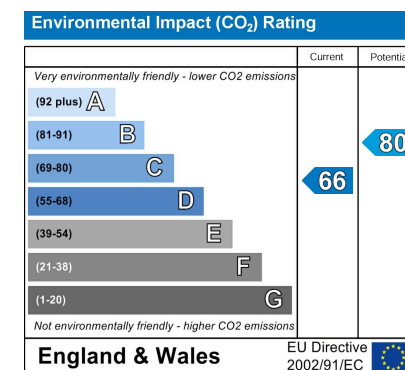 Environmental Impact (CO₂) Rating
Current
Very environmentally friendly - lower CO2 emissions
(92 plus) A
(81-91) B
80
(69-80) C
66
(55-68) D
(39-54) E
(21-38) F
(1-20) G
Not environmentally friendly - higher CO2 emissions
England & Wales
EU Directive
2002/91/EC